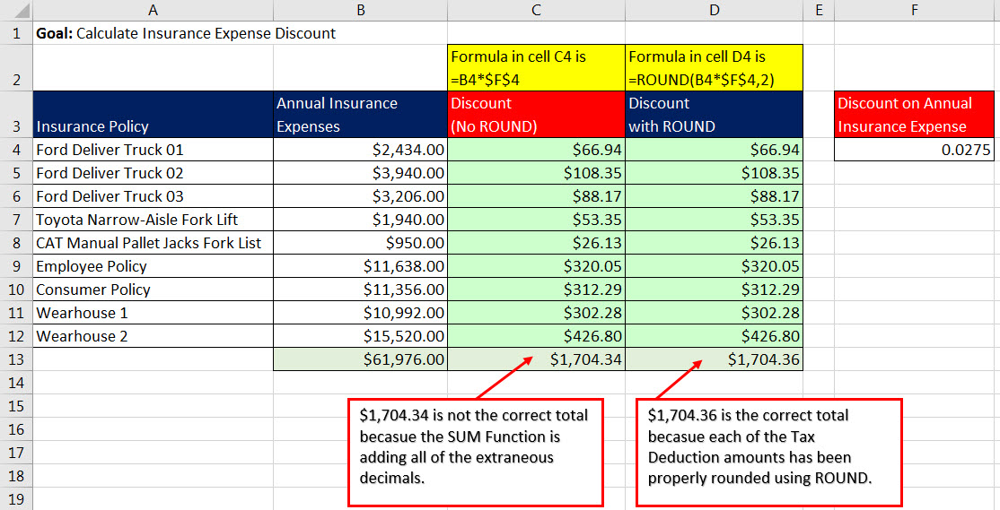 A B C D E F
1 Goal: Calculate Insurance Expense Discount
Formula in cell C4 is Formula in cell D4 is
2 =B4*$F$4 =ROUND(B4*$F$4,2)
Annual Insurance Discount Discount Discount on Annual
3 Insurance Policy Expenses (No ROUND) with ROUND Insurance Expense
4 Ford Deliver Truck 01 $2,434.00 $66.94 $66.94 0.0275
5 Ford Deliver Truck 02 $3,940.00 $108.35 $108.35
6 Ford Deliver Truck 03 $3,206.00 $88.17 $88.17
7 Toyota Narrow-Aisle Fork Lift $1,940.00 $53.35 $53.35
8 CAT Manual Pallet Jacks Fork List $950.00 $26.13 $26.13
9 Employee Policy $11,638.00 $320.05 $320.05
10 Consumer Policy $11,356.00 $312.29 $312.29
11 Wearhouse 1 $10,992.00 $302.28 $302.28
12 Wearhouse 2 $15,520.00 $426.80 $426.80
13 $61,976.00 $1,704.34 $1,704.36
14
15
16
17
18
19
$1,704.34 is not the correct total
becasue the SUM Function is
adding all of the extraneous
decimals.
$1,704.36 is the correct total
becasue each of the Tax
Deduction amounts has been
properly rounded using ROUND.